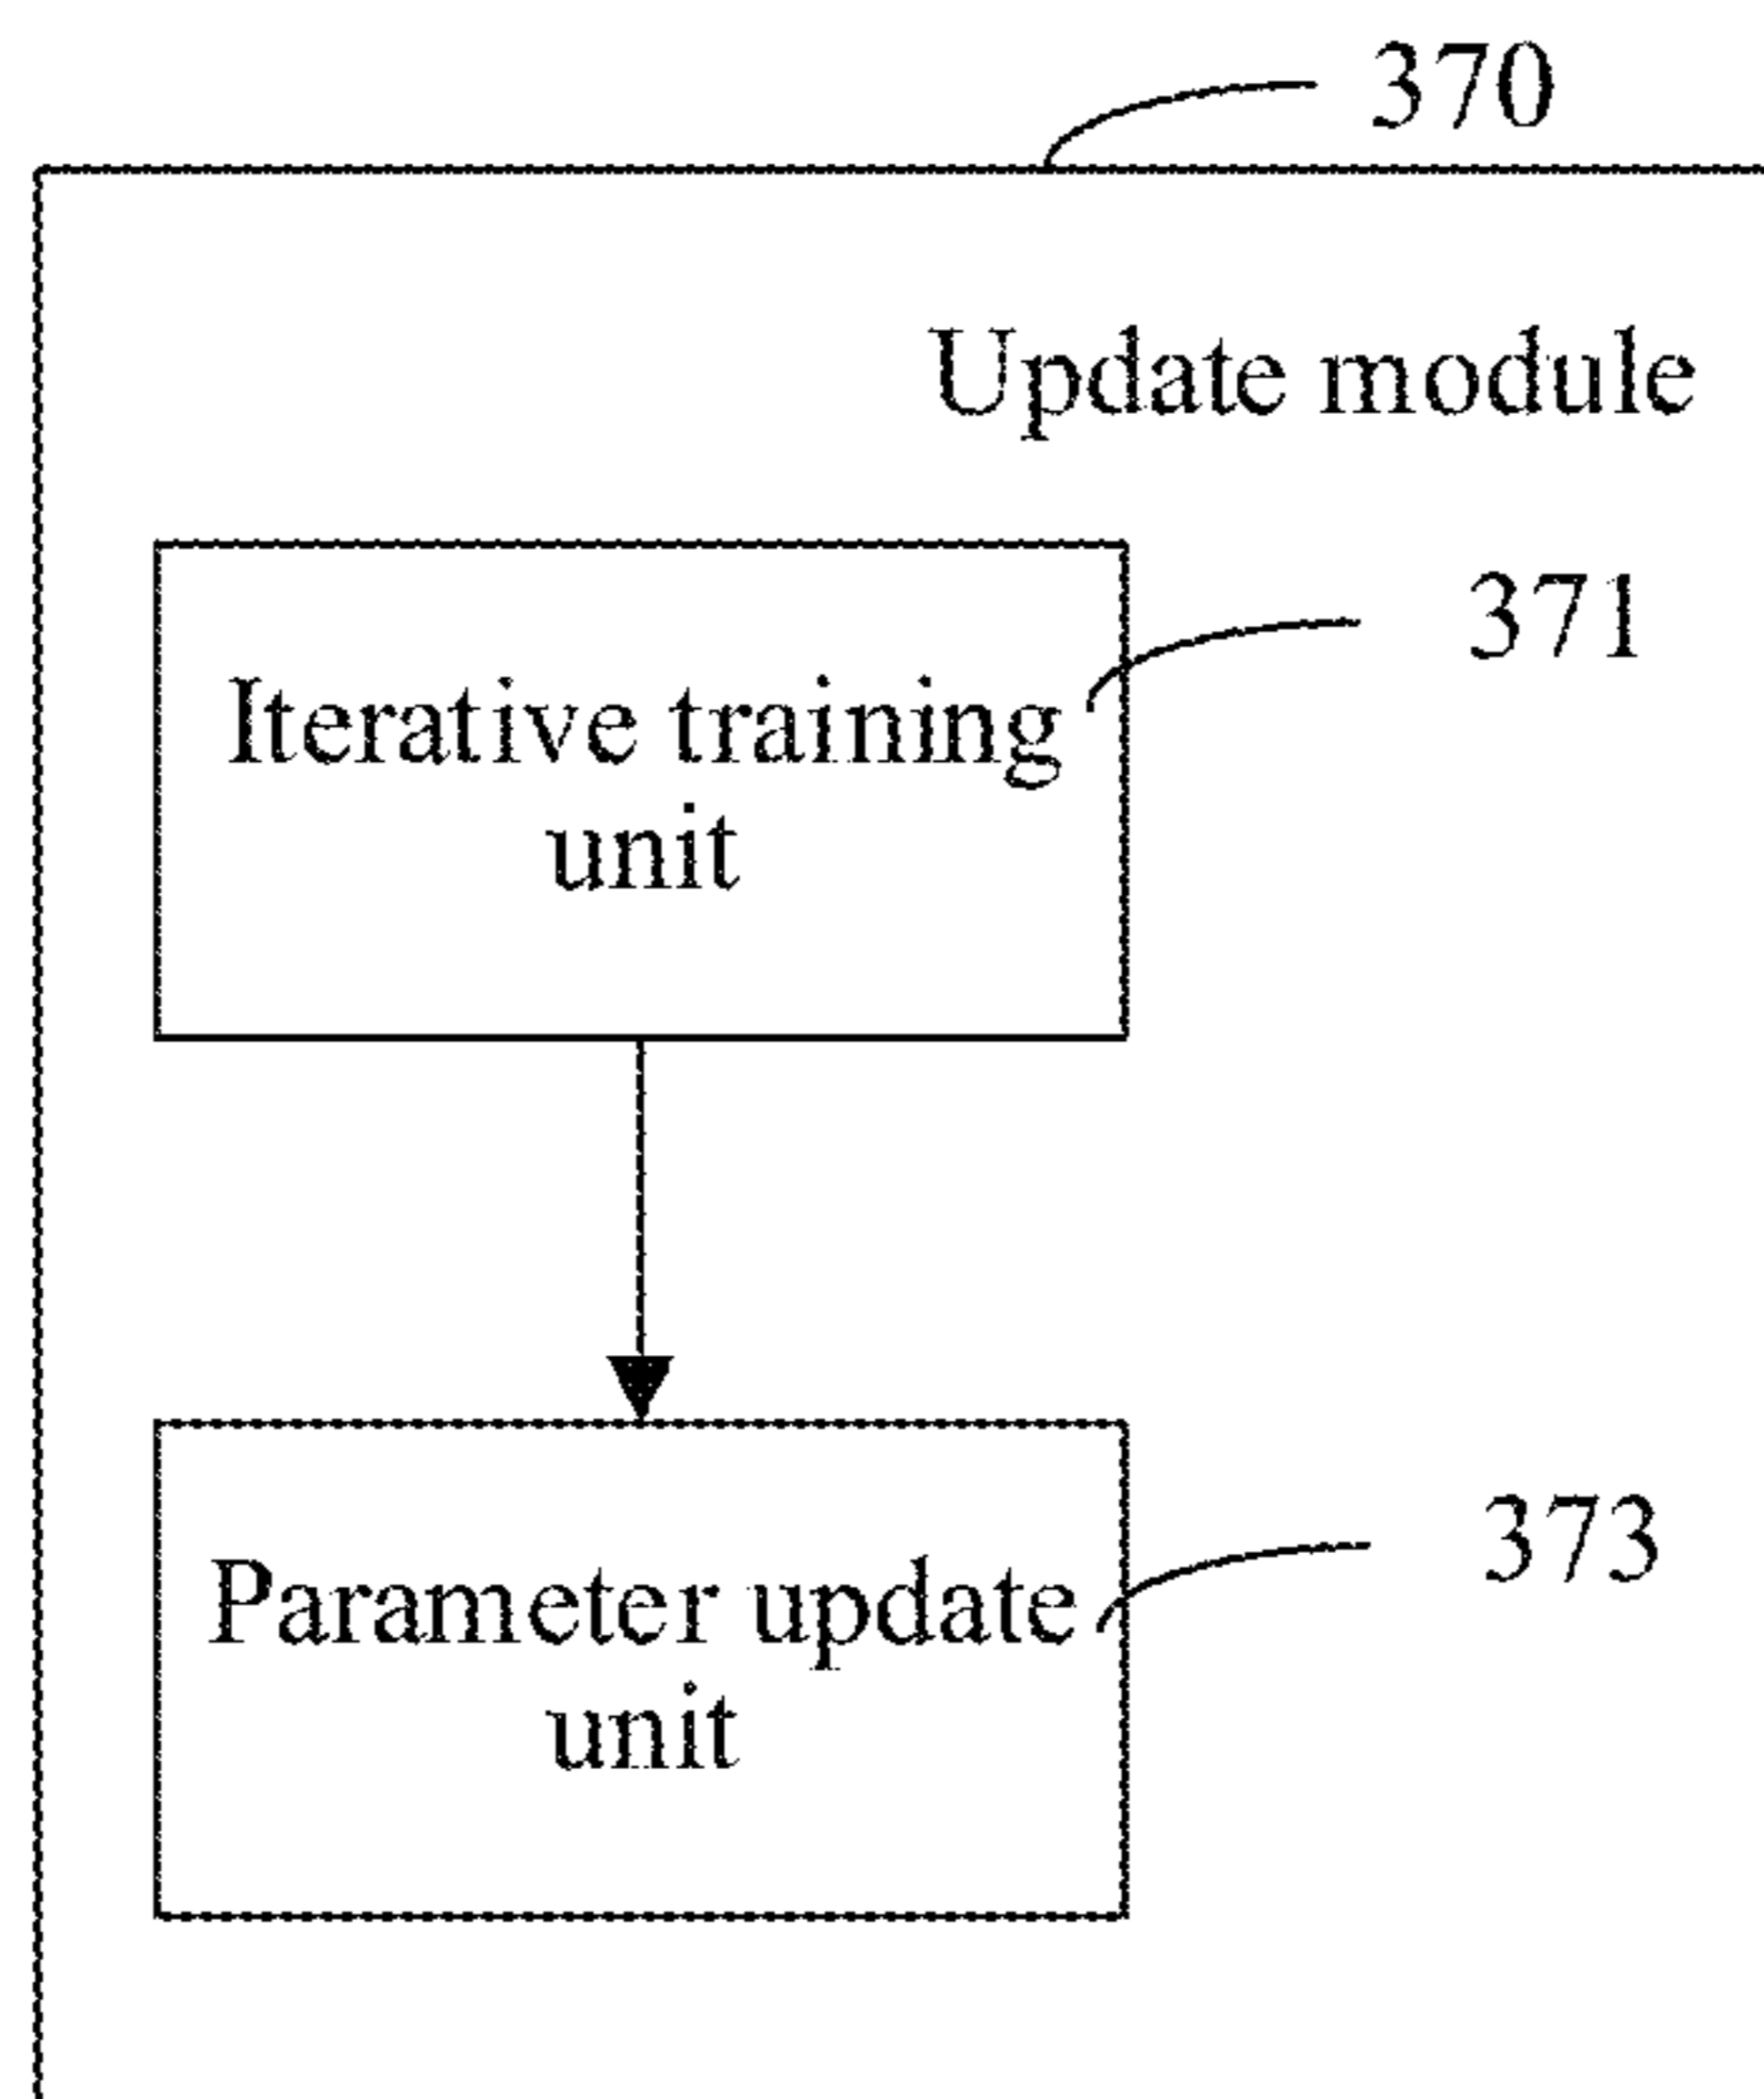 370
Update module
371
Iterative training
unit
373
Parameter update
unit